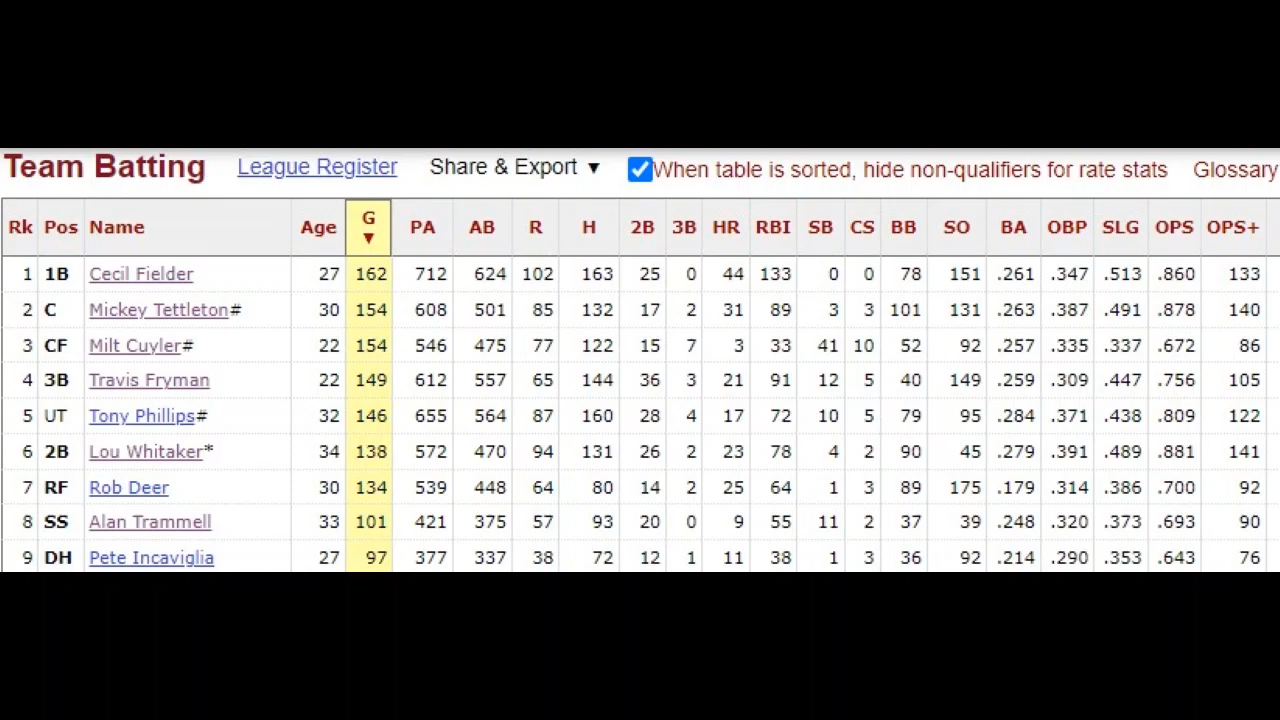 Team Batting League Register Share & Export ▼ When table is sorted, hide non-qualifiers for rate stats Glossary
Rk Pos Name Age G ▼ PA AB R H 2B 3B HR RBI SB CS BB SO BA OBP SLG OPS OPS+
1 1B Cecil Fielder 27 162 712 624 102 163 25 0 44 133 0 0 78 151 .261 .347 .513 .860 133
2 C Mickey Tettleton# 30 154 608 501 85 132 17 2 31 89 3 3 101 131 .263 .387 .491 .878 140
3 CF Milt Cuyler# 22 154 546 475 77 122 15 7 3 33 41 10 52 92 .257 .335 .337 .672 86
4 3B Travis Fryman 22 149 612 557 65 144 36 3 21 91 12 5 40 149 .259 .309 .447 .756 105
5 UT Tony Phillips# 32 146 655 564 87 160 28 4 17 72 10 5 79 95 .284 .371 .438 .809 122
6 2B Lou Whitaker* 34 138 572 470 94 131 26 2 23 78 4 2 90 45 .279 .391 .489 .881 141
7 RF Rob Deer 30 134 539 448 64 80 14 2 25 64 1 3 89 175 .179 .314 .386 .700 92
8 SS Alan Trammell 33 101 421 375 57 93 20 0 9 55 11 2 37 39 .248 .320 .373 .693 90
9 DH Pete Incaviglia 27 97 377 337 38 72 12 1 11 38 1 3 36 92 .214 .290 .353 .643 76